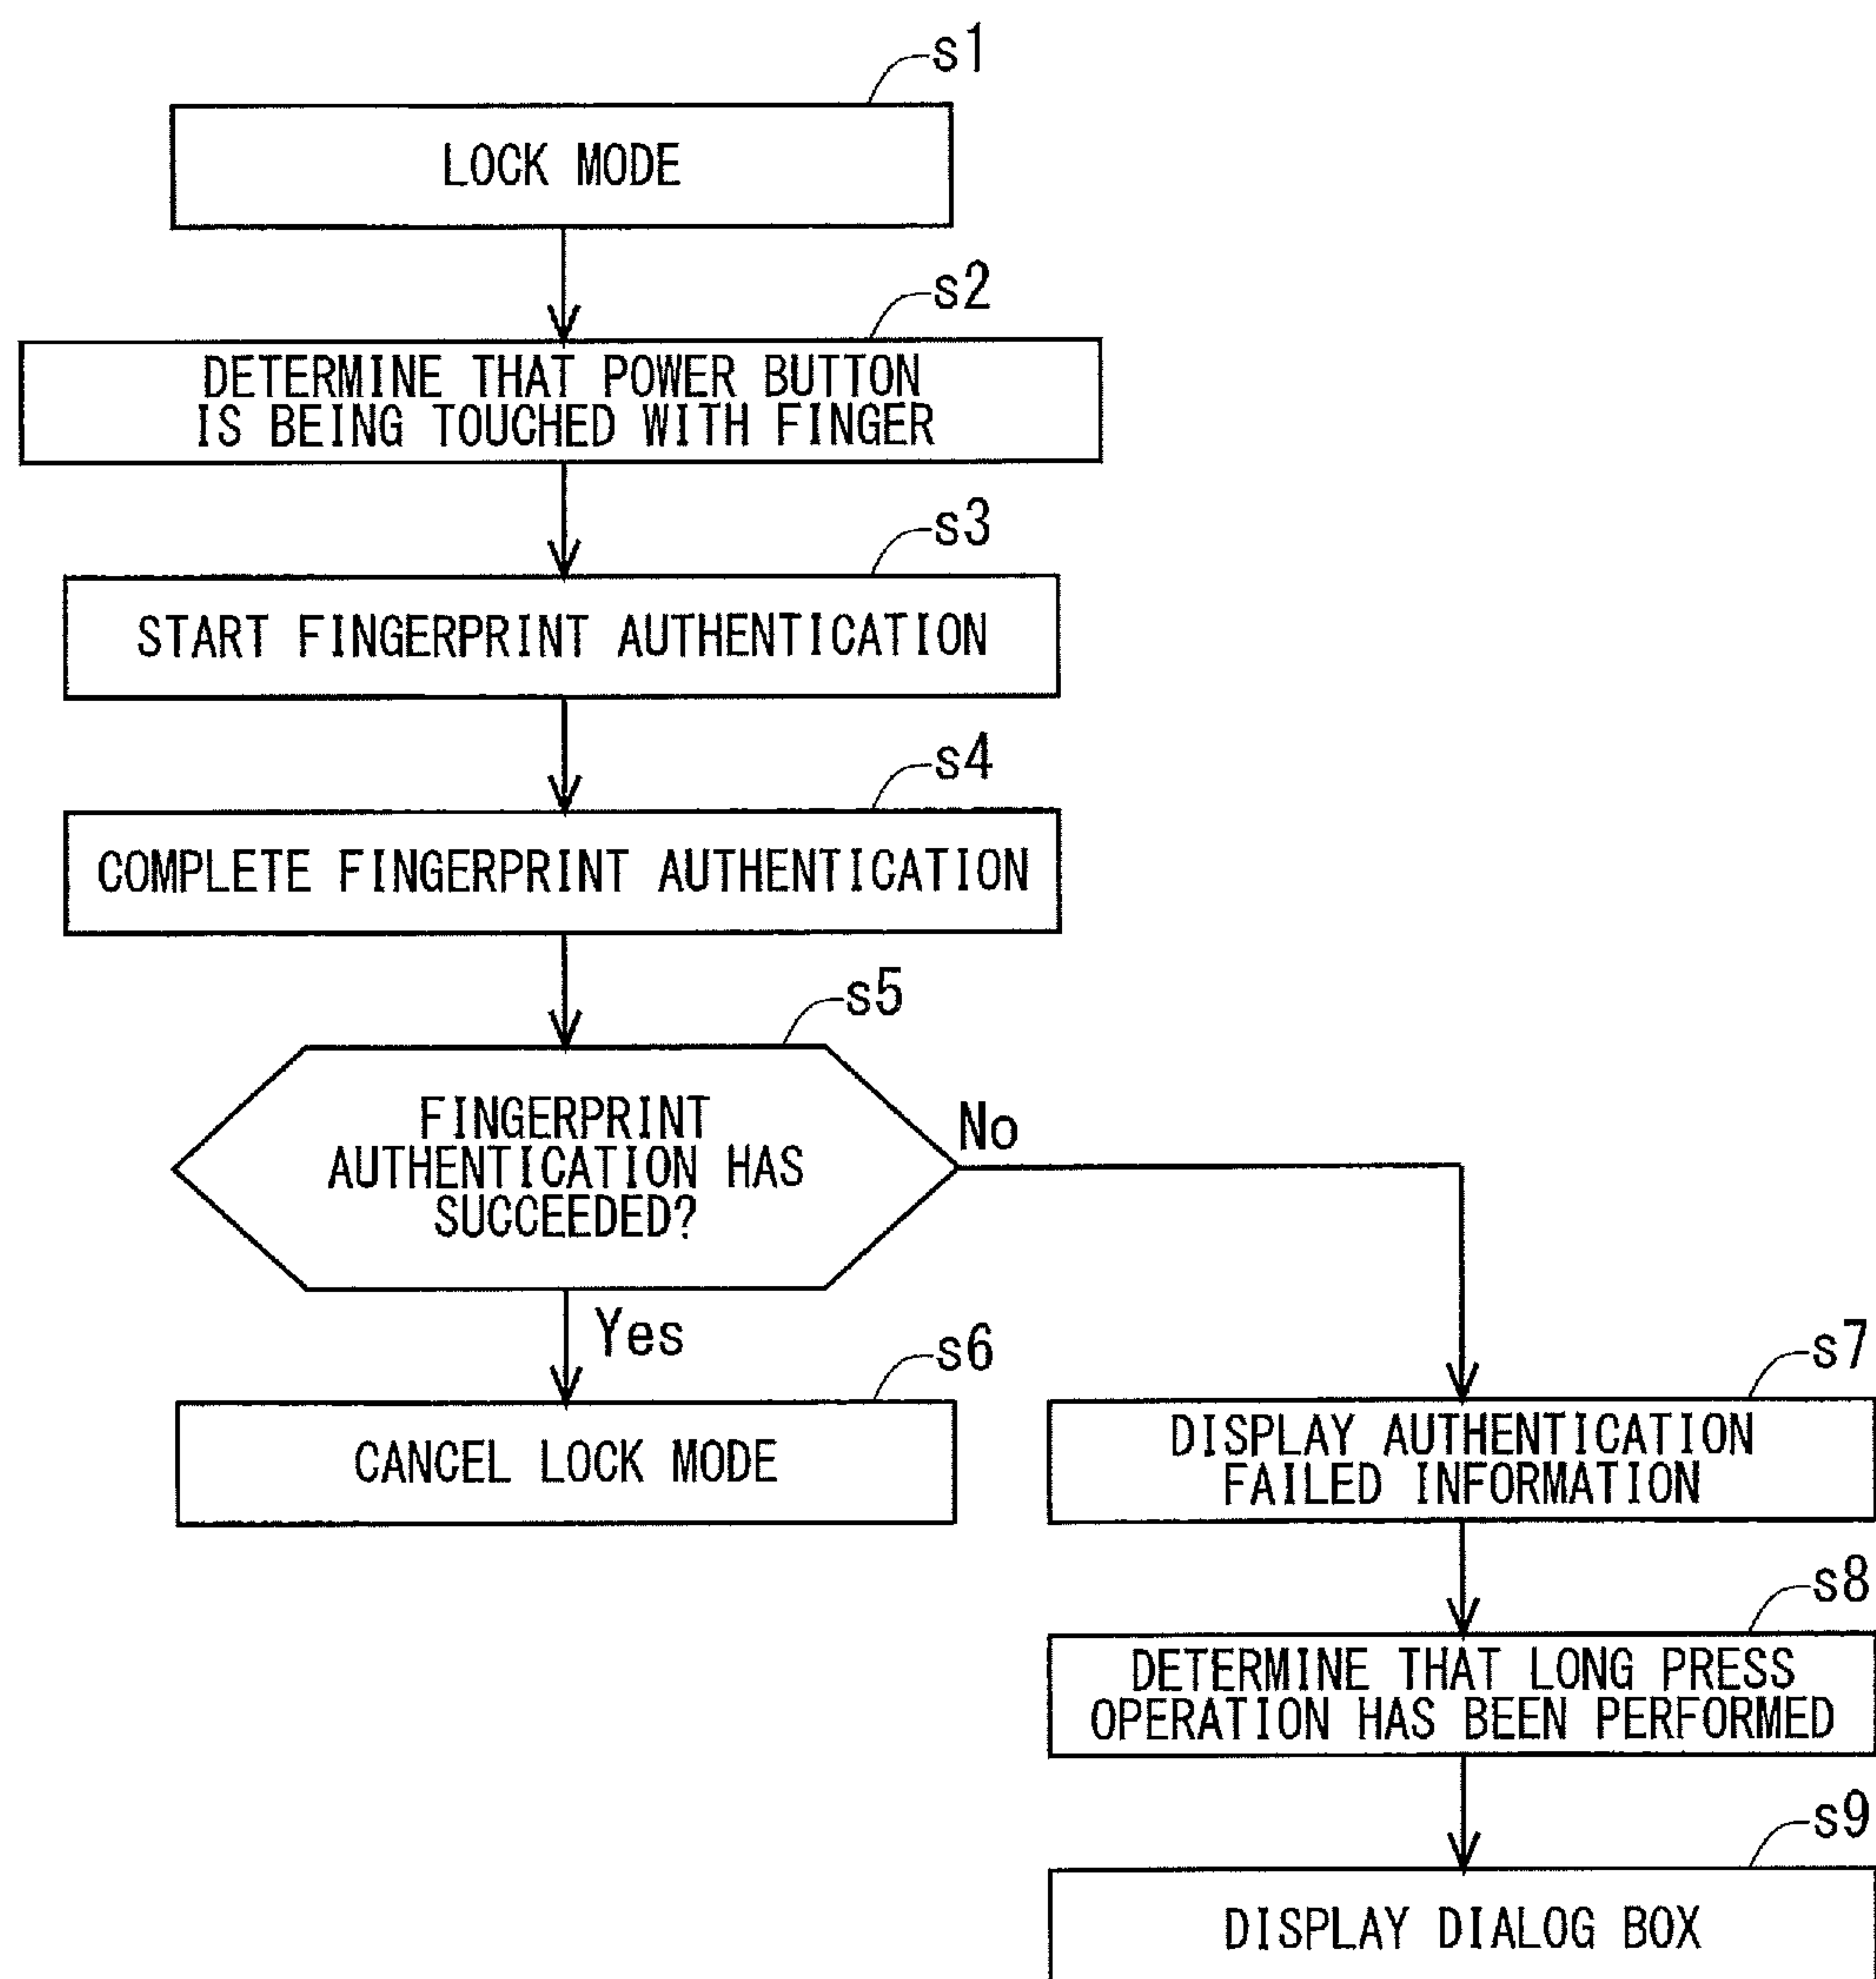 s1
LOCK MODE
s2
DETERMINE THAT POWER BUTTON
IS BEING TOUCHED WITH FINGER
s3
START FINGERPRINT AUTHENTICATION
s4
COMPLETE FINGERPRINT AUTHENTICATION
s5
FINGERPRINT
AUTHENTICATION HAS
SUCCEEDED?
No
Yes
s6
CANCEL LOCK MODE
s7
DISPLAY AUTHENTICATION
FAILED INFORMATION
s8
DETERMINE THAT LONG PRESS
OPERATION HAS BEEN PERFORMED
s9
DISPLAY DIALOG BOX